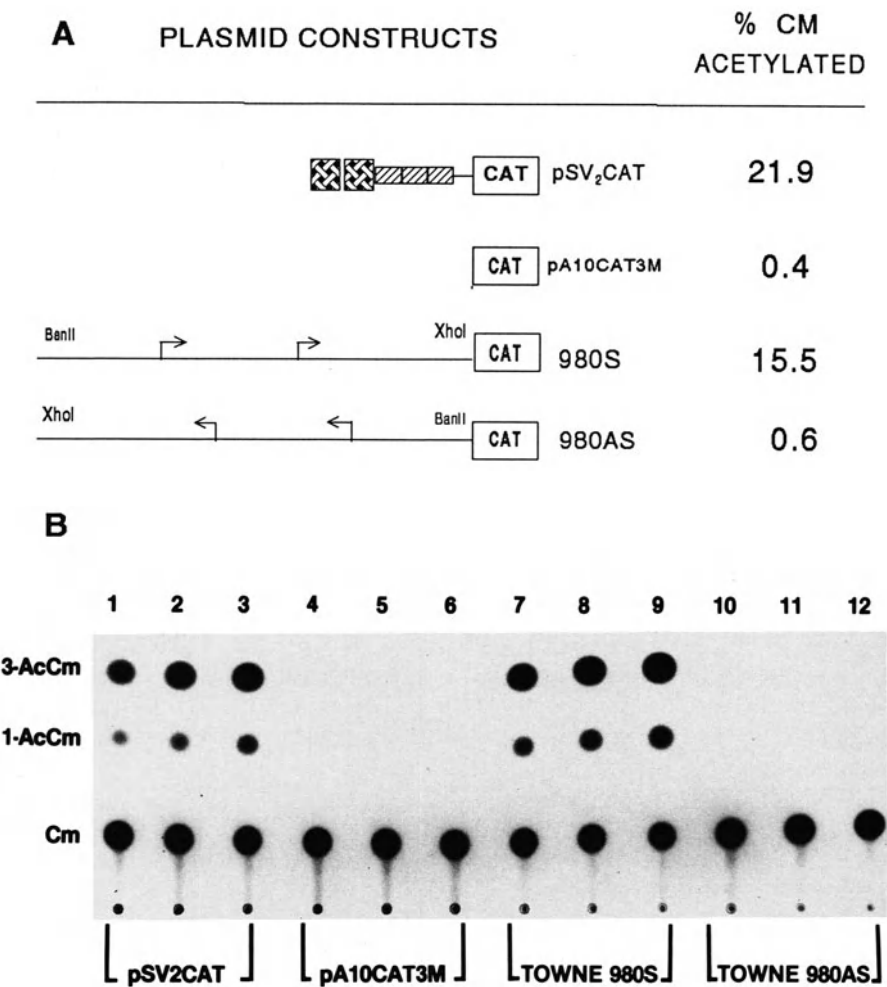 A PLASMID CONSTRUCTS % CM ACETYLATED
CAT pSV₂CAT 21.9
CAT pA10CAT3M 0.4
BanII XhoI CAT 980S 15.5
XhoI BanII CAT 980AS 0.6
B
1 2 3 4 5 6 7 8 9 10 11 12
3-AcCm
1-AcCm
Cm
pSV2CAT pA10CAT3M TOWNE 980S TOWNE 980AS